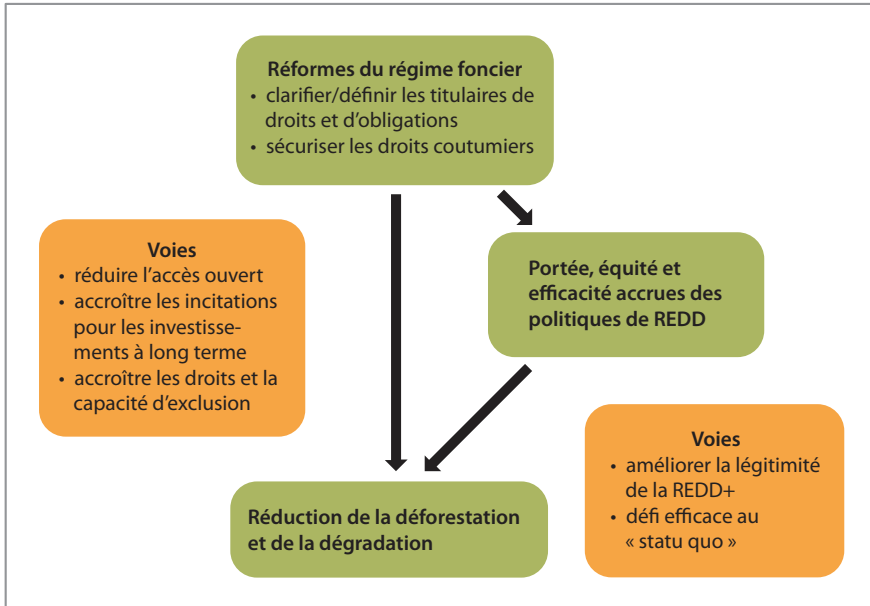 Réformes du régime foncier
• clarifier/définir les titulaires de
droits et d’obligations
• sécuriser les droits coutumiers
Voies
• réduire l’accès ouvert
• accroître les incitations
pour les investisse-
ments à long terme
• accroître les droits et la
capacité d’exclusion
Portée, équité et
efficacité accrues des
politiques de REDD
Voies
• améliorer la légitimité
de la REDD+
• défi efficace au
« statu quo »
Réduction de la déforestation
et de la dégradation